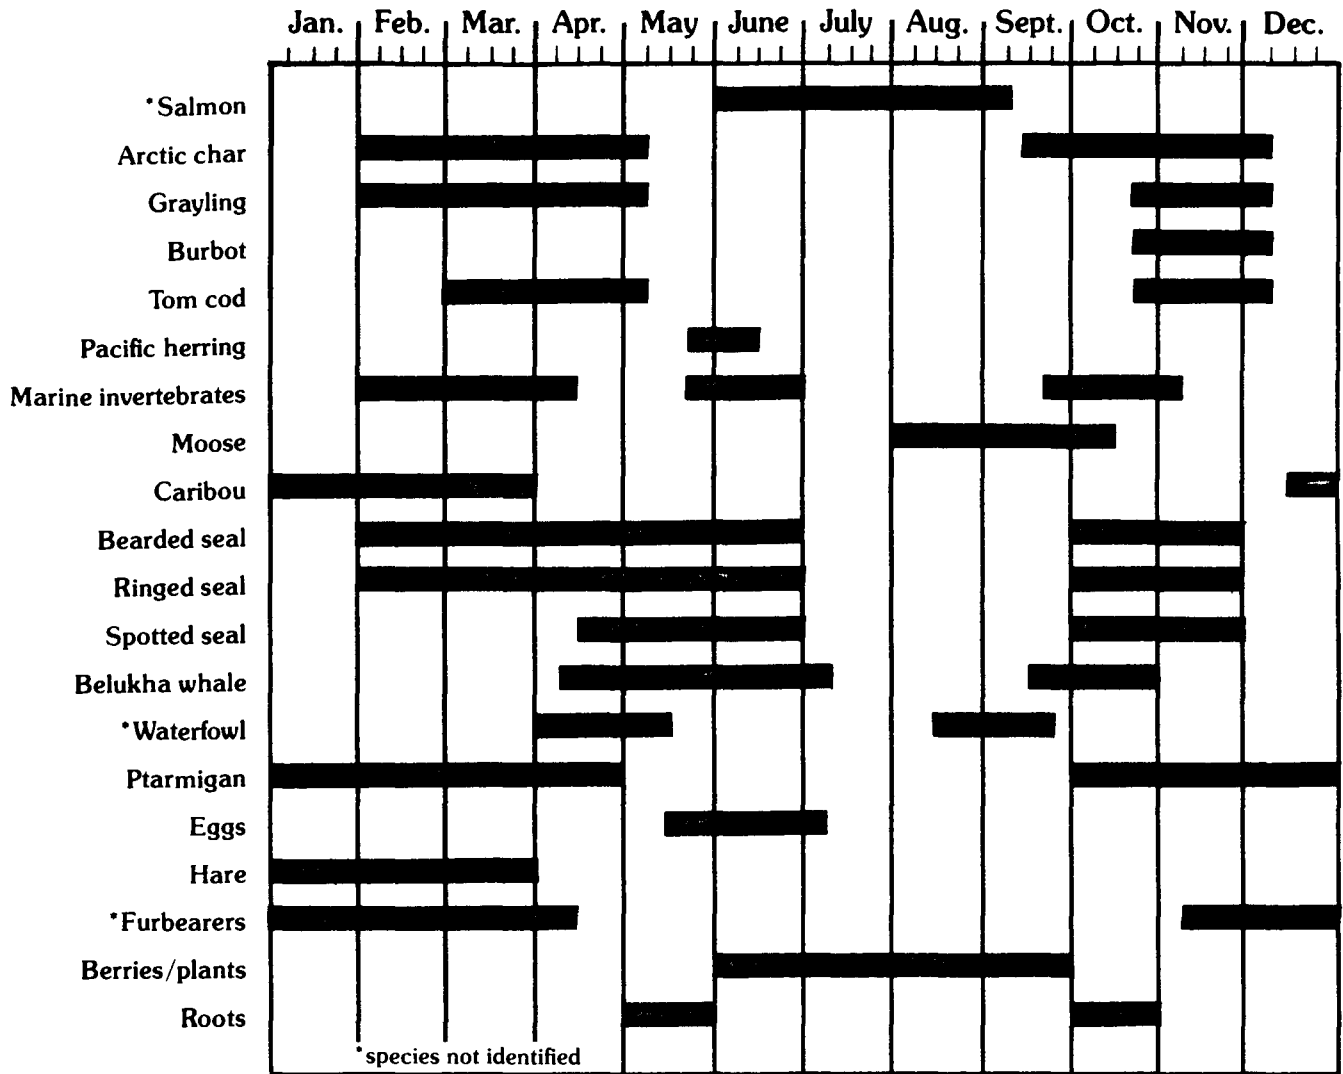 Jan. Feb. Mar. Apr. May June July Aug. Sept. Oct. Nov. Dec.
*Salmon
Arctic char
Grayling
Burbot
Tom cod
Pacific herring
Marine invertebrates
Moose
Caribou
Bearded seal
Ringed seal
Spotted seal
Belukha whale
*Waterfowl
Ptarmigan
Eggs
Hare
*Furbearers
Berries/plants
Roots
*species not identified